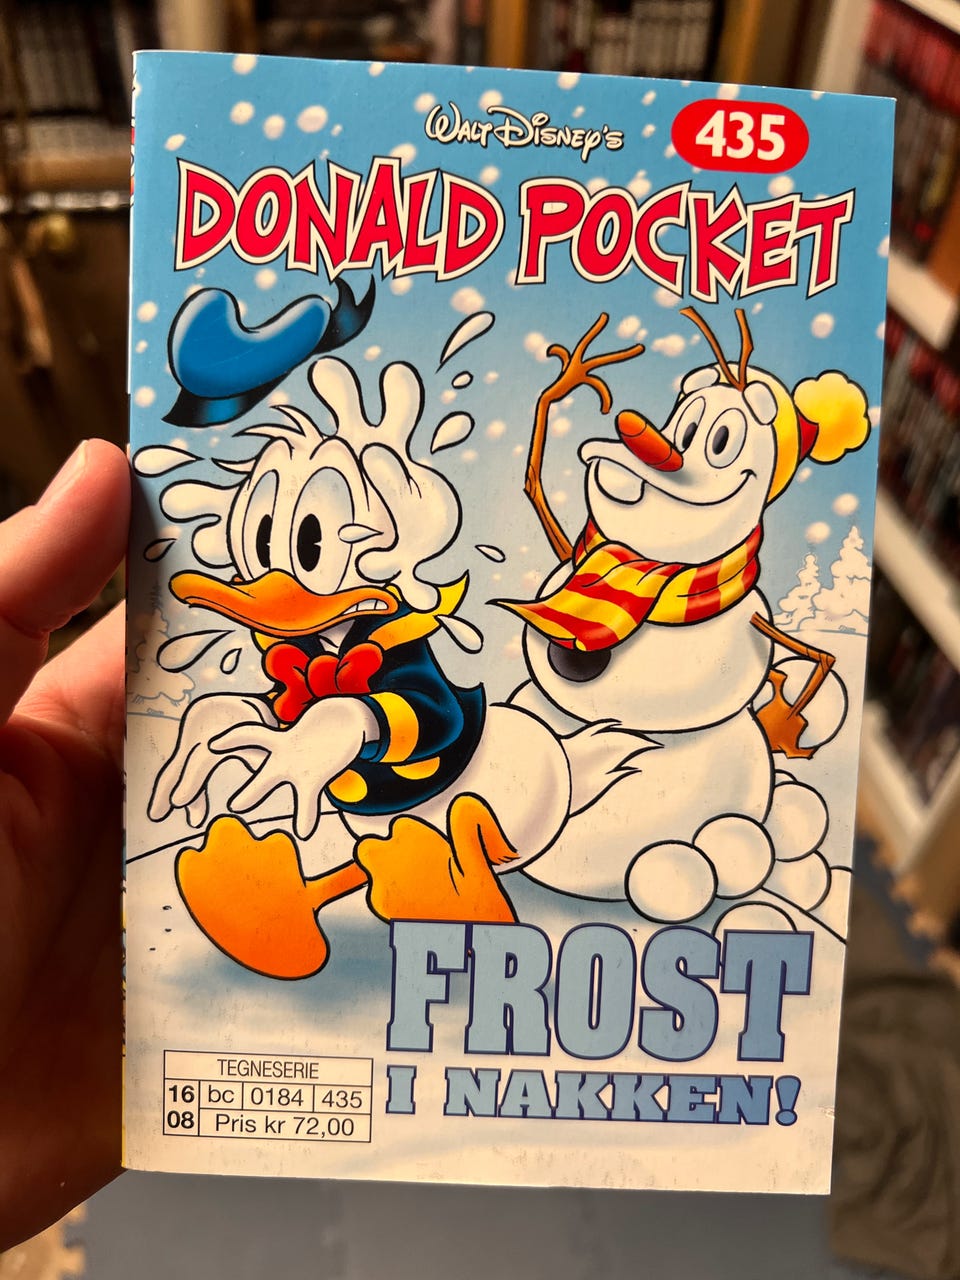 WALT DISNEY'S
435
DONALD POCKET
FROST
I NAKKEN!
TEGNESERIE
16 bc 0184 435
08 Pris kr 72,00